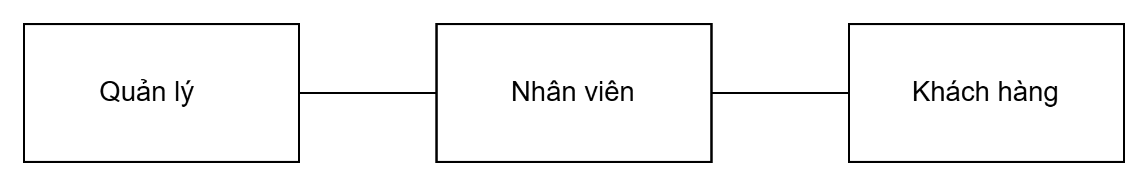 Quản lý
Nhân viên
Khách hàng